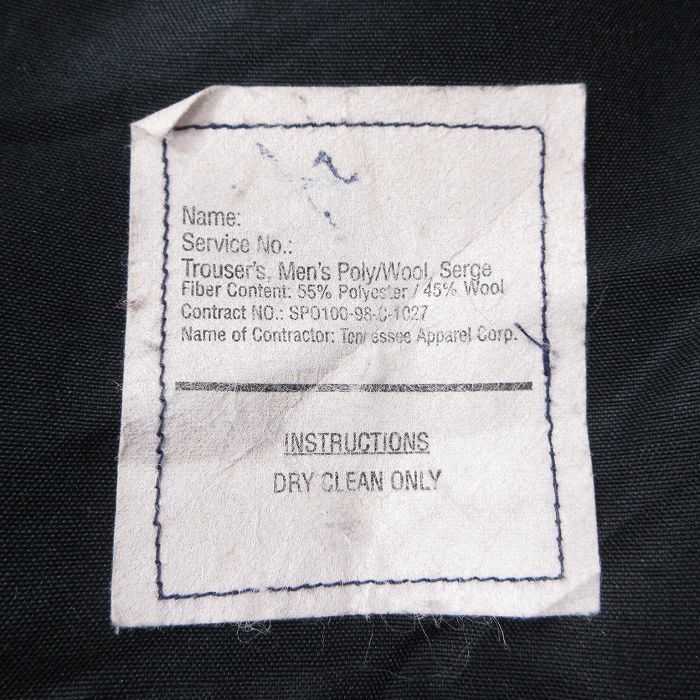 Name:
Service No.:
Trouser's, Men's Poly/Wool, Serge
Fiber Content: 55% Polyester / 45% Wool
Contract NO.: SPO100-98-C-1027
Name of Contractor: Tennessee Apparel Corp.
INSTRUCTIONS
DRY CLEAN ONLY